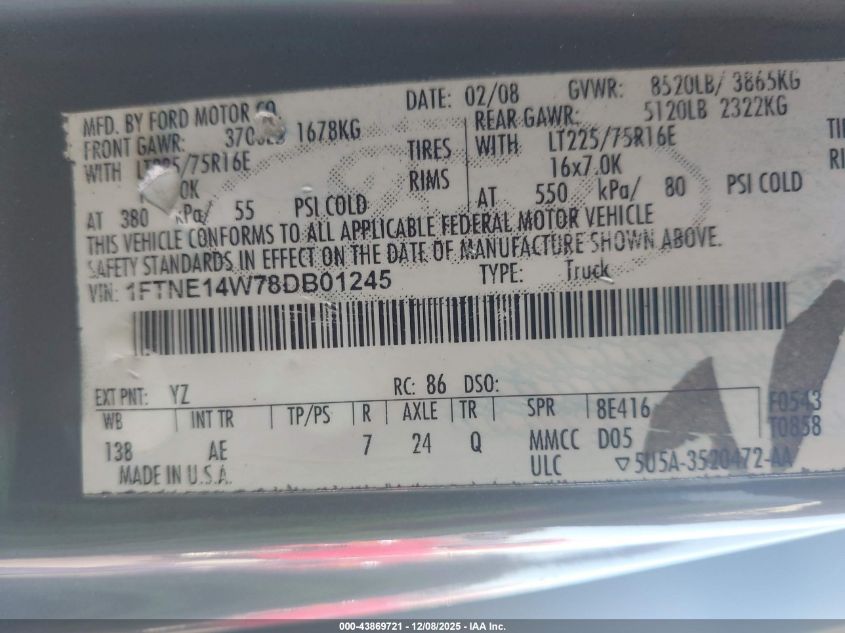 MFD. BY FORD MOTOR CO. DATE: 02/08 GVWR: 8520LB/ 3865KG
FRONT GAWR: 1678KG REAR GAWR: 5120LB 2322KG
WITH /75R16E TIRES WITH LT225/75R16E
RIMS 16x7.0K
AT 380 kPa/ 55 PSI COLD AT 550 kPa/ 80 PSI COLD
THIS VEHICLE CONFORMS TO ALL APPLICABLE FEDERAL MOTOR VEHICLE
SAFETY STANDARDS IN EFFECT ON THE DATE OF MANUFACTURE SHOWN ABOVE.
VIN: 1FTNE14W78DB01245 TYPE: Truck
EXT PNT: YZ RC: 86 DSO:
WB INT TR TP/PS R AXLE TR SPR 8E416 F0543
138 AE 7 24 Q MMCC D05 T0858
MADE IN U.S.A. ULC ▽5U5A-3520472-AA
000-43869721 - 12/08/2025 - IAA Inc.